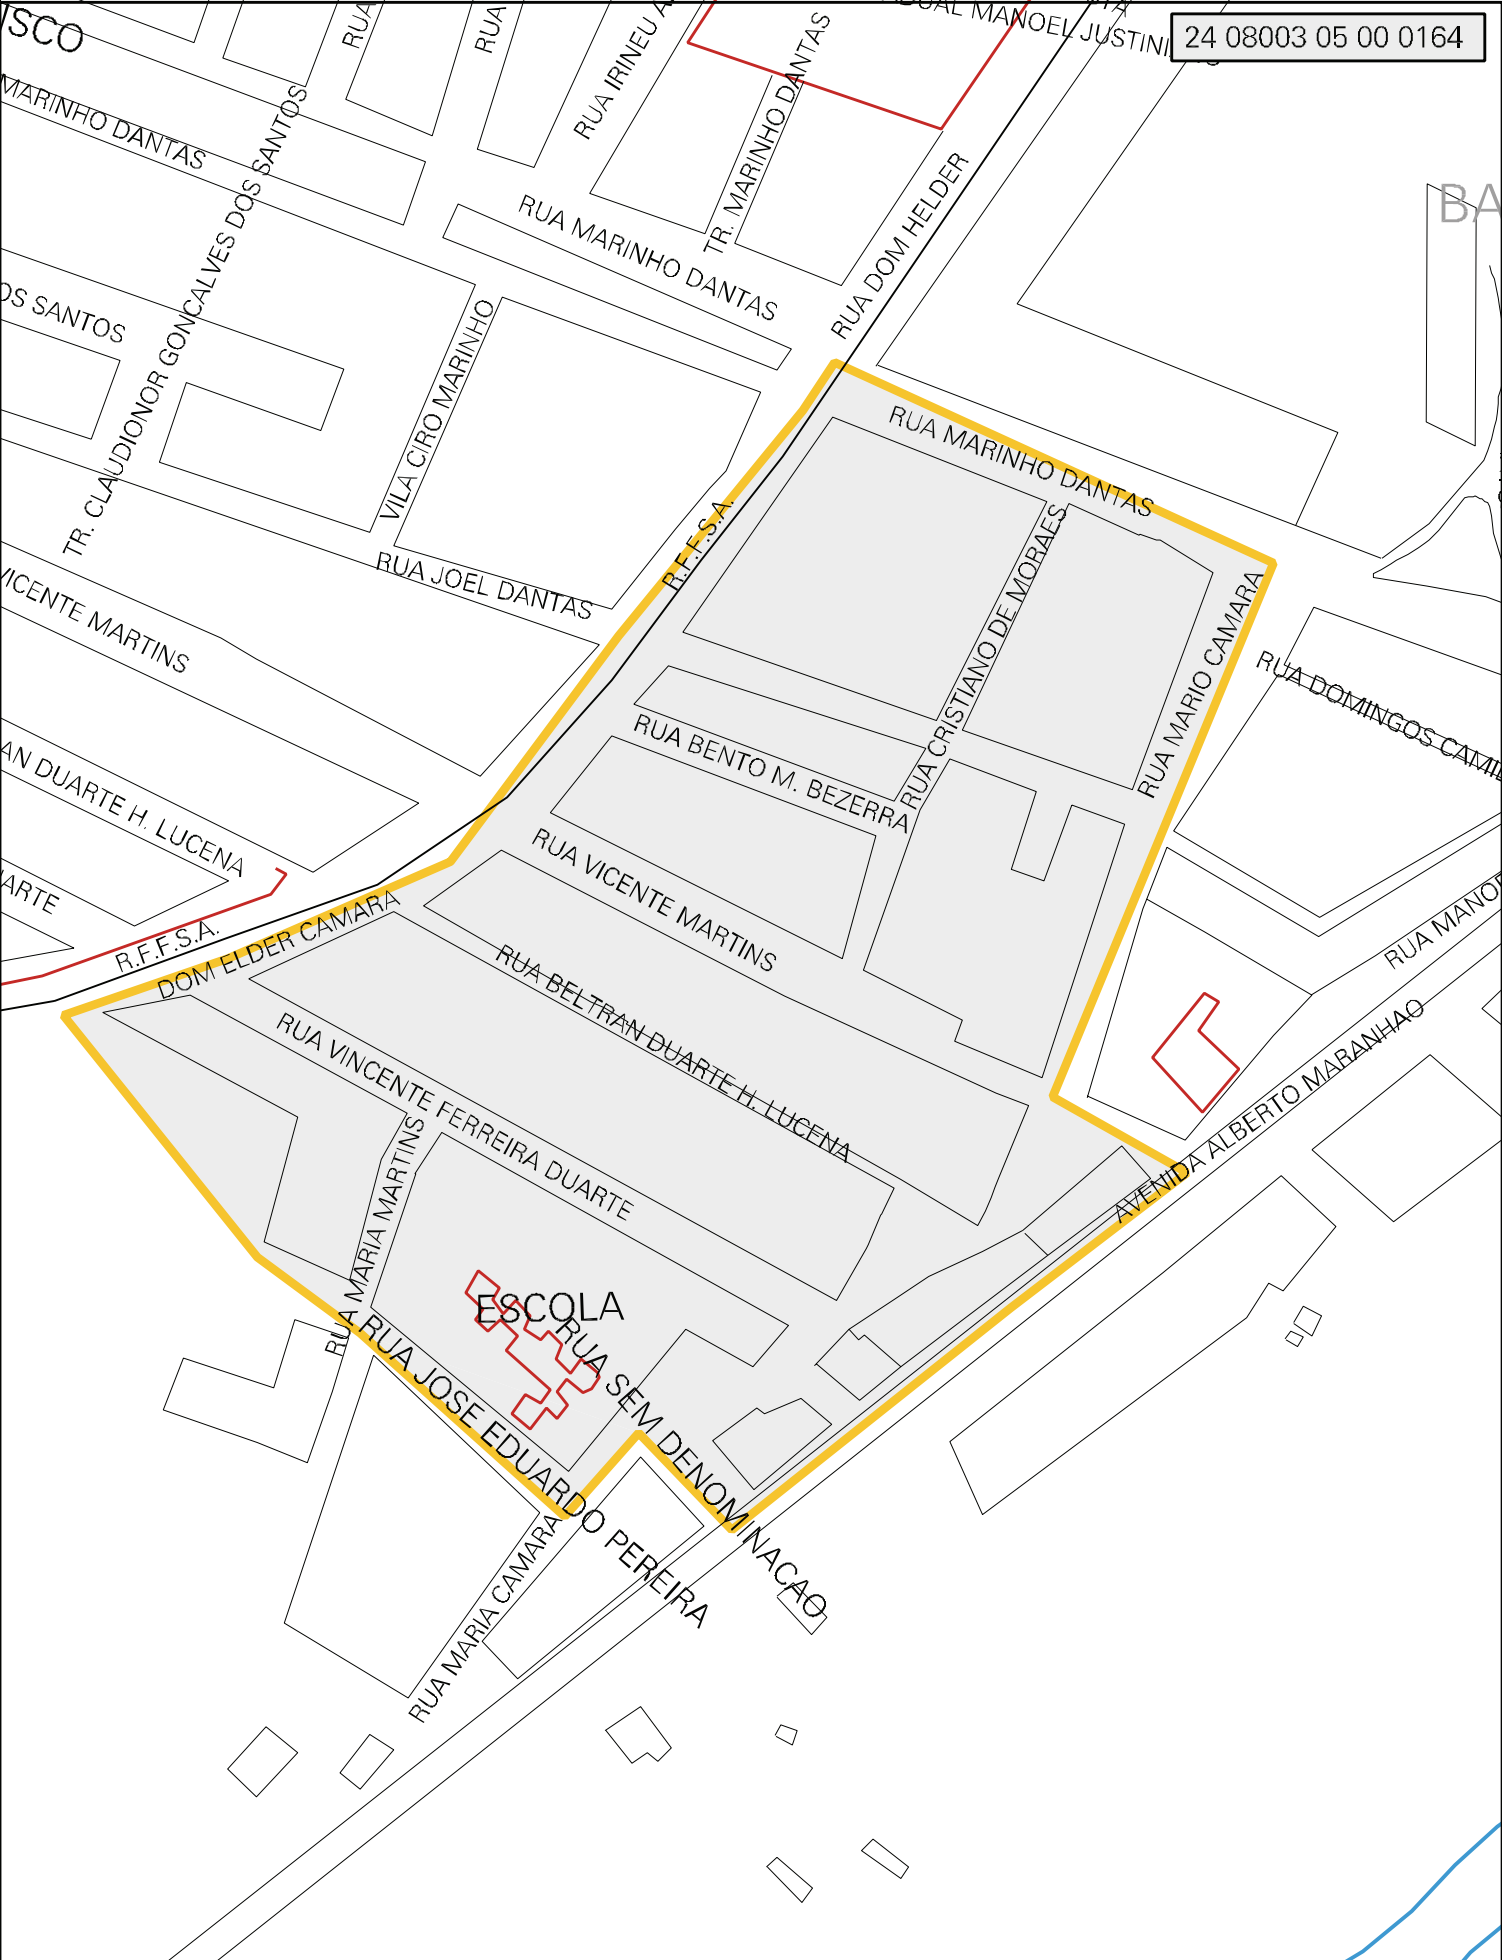 24 08003 05 00 0164
ISCO
RUA
RUA
RUA IRINEU A
MANOEL JUSTINI
MARINHO DANTAS
TR. CLAUDIONOR GONCALVES DOS SANTOS
TR. MARINHO DANTAS
RUA MARINHO DANTAS
RUA DOM HELDER
BA
OS SANTOS
VILA CIRO MARINHO
RUA JOEL DANTAS
R.F.F.S.A.
RUA MARINHO DANTAS
RUA CRISTIANO DE MORAES
RUA MARIO CAMARA
RUA DOMINGOS CAMIL
VICENTE MARTINS
RUA BENTO M. BEZERRA
AN DUARTE H. LUCENA
RUA VICENTE MARTINS
ARTE
R.F.F.S.A.
DOM ELDER CAMARA
RUA BELTRAN DUARTE H. LUCENA
RUA MANO
RUA VINCENTE FERREIRA DUARTE
AVENIDA ALBERTO MARANHAO
RUA MARIA MARTINS
ESCOLA
RUA SEM DENOMINACAO
RUA JOSE EDUARDO PEREIRA
RUA MARIA CAMARA